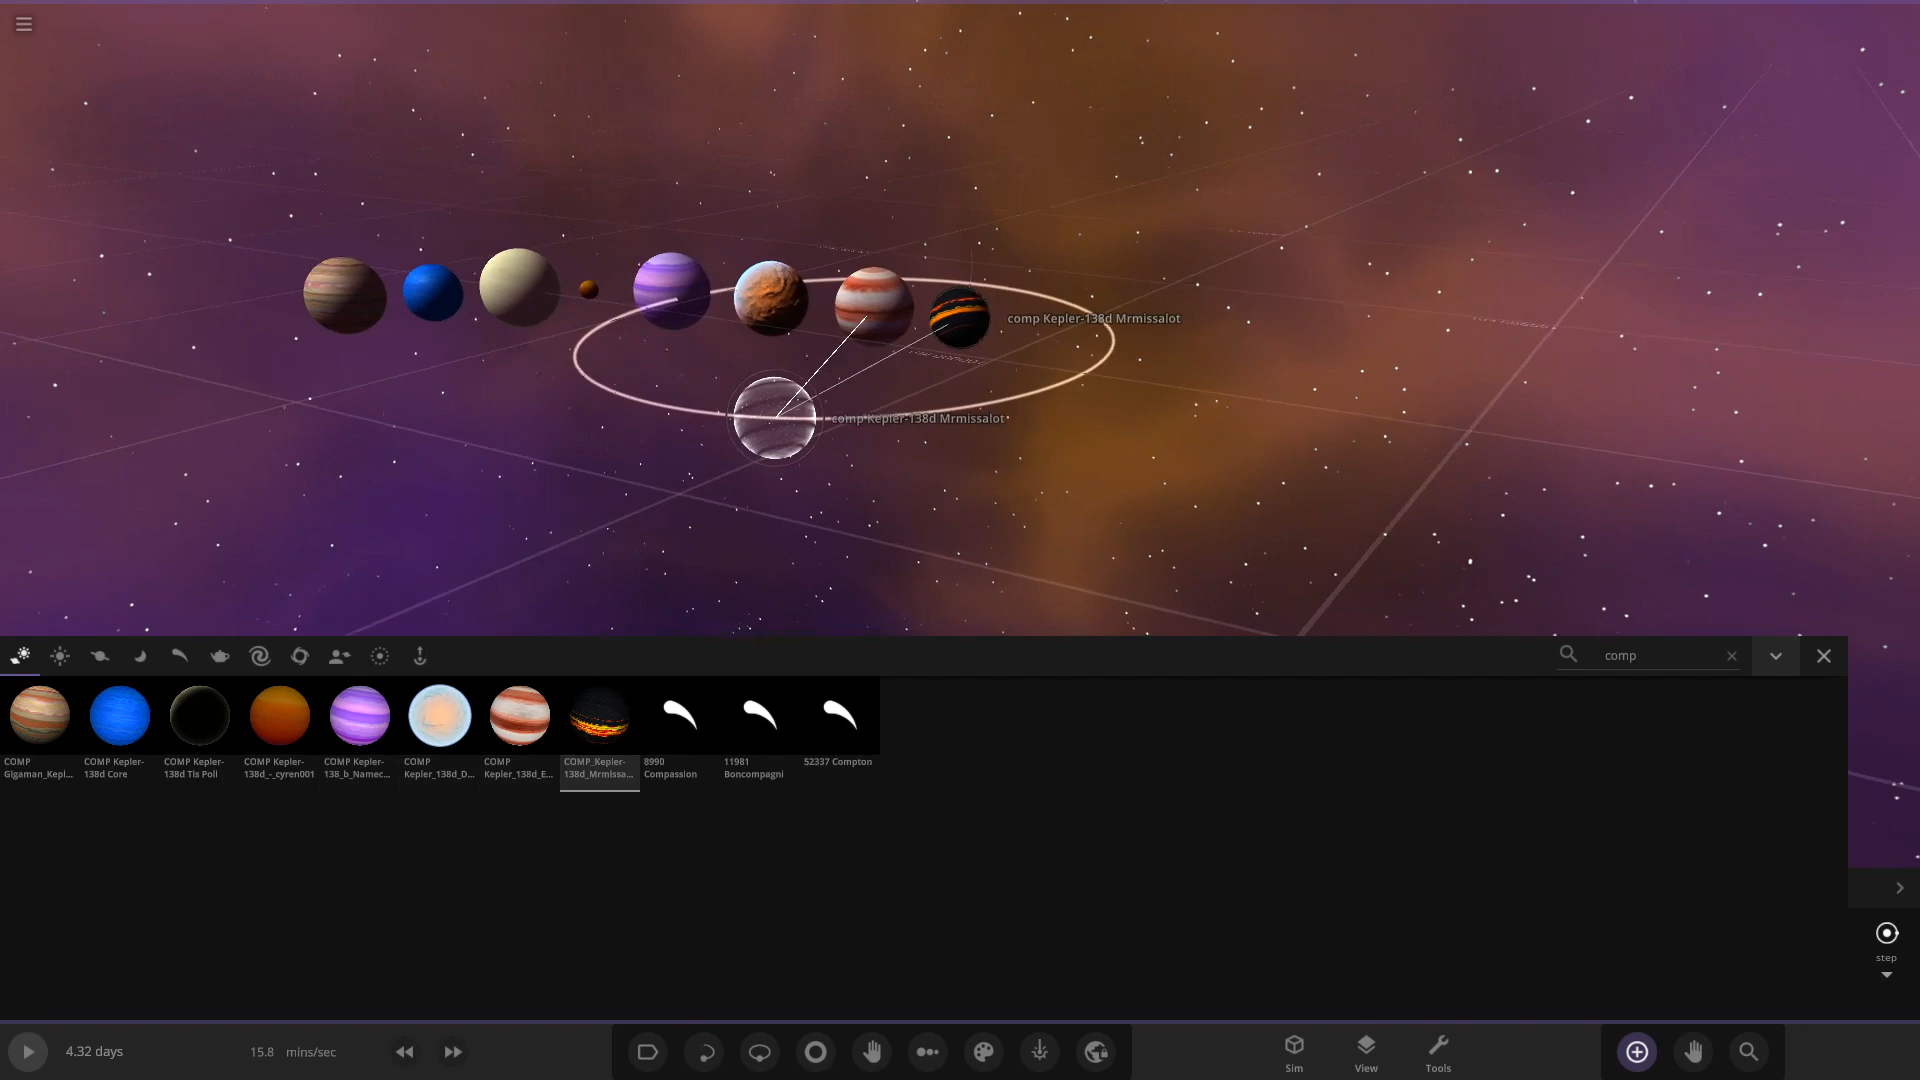 comp Kepler-138d Mrmissalot
comp Kepler-138d Mrmissalot
comp
COMP
Glgaman_Kepl...
COMP Kepler-
138d Core
COMP Kepler-
138d Tls Poll
COMP Kepler-
138d_-_cyren001
COMP Kepler-
138_b_Namec...
COMP
Kepler_138d_D...
COMP
Kepler_138d_E...
COMP_Kepler-
138d_Mrmissa...
8990
Compassion
11981
Boncompagni
52337 Compton
step
4.32 days
15.8 mins/sec
Sim
View
Tools